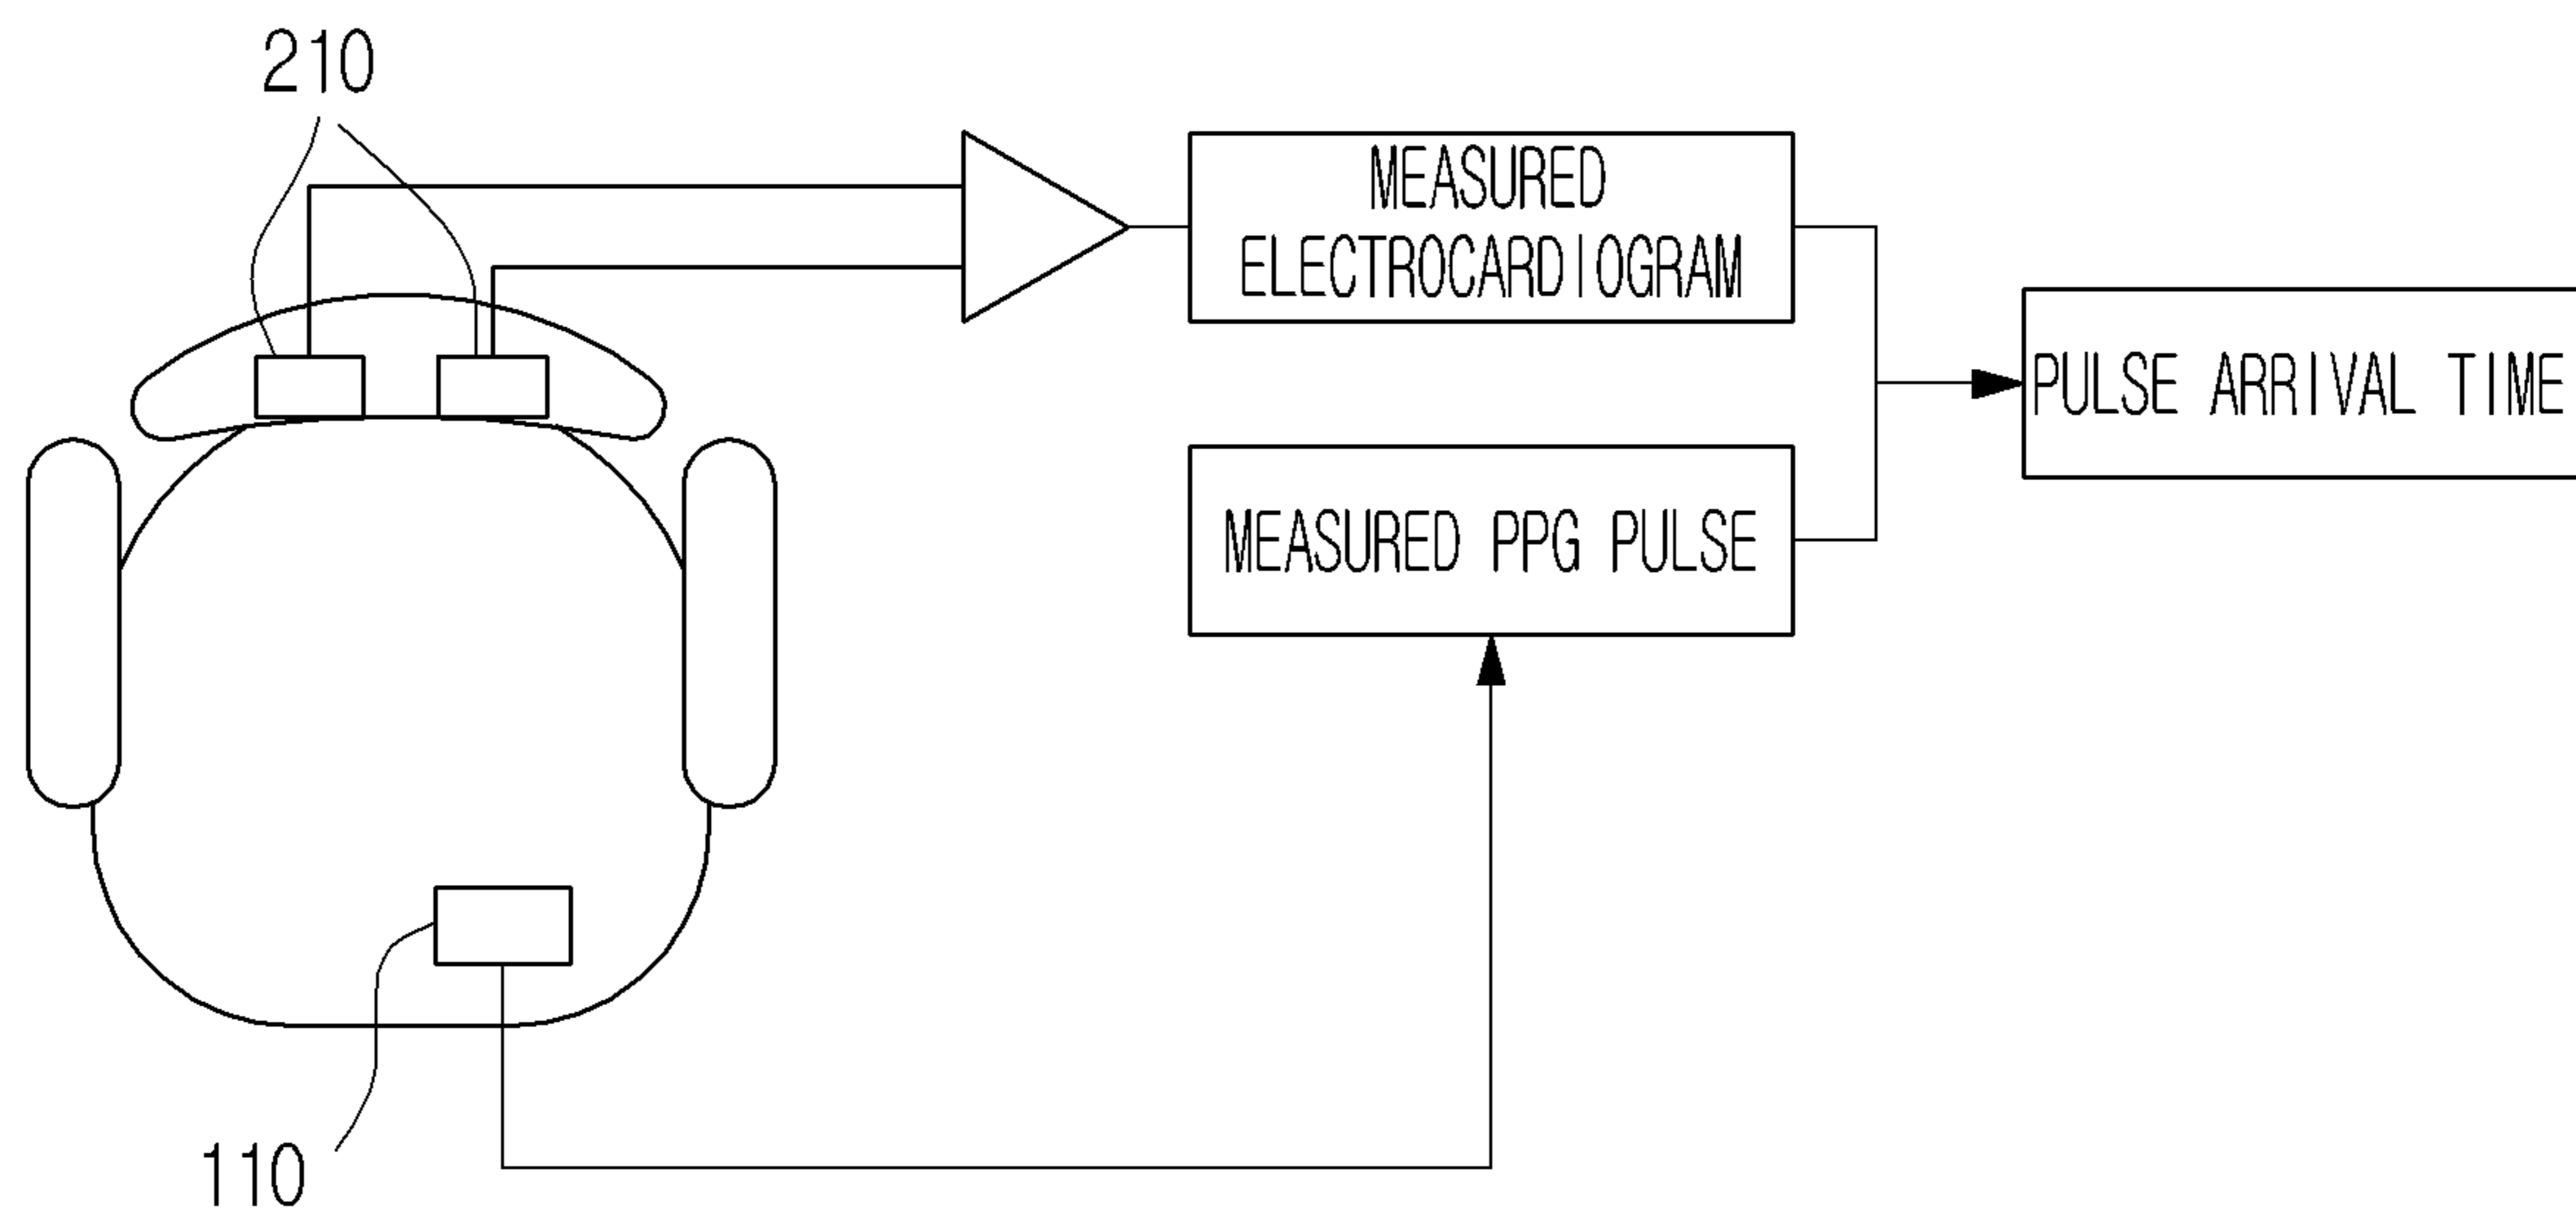 210
MEASURED
ELECTROCARDIOGRAM
PULSE ARRIVAL TIME
MEASURED PPG PULSE
110